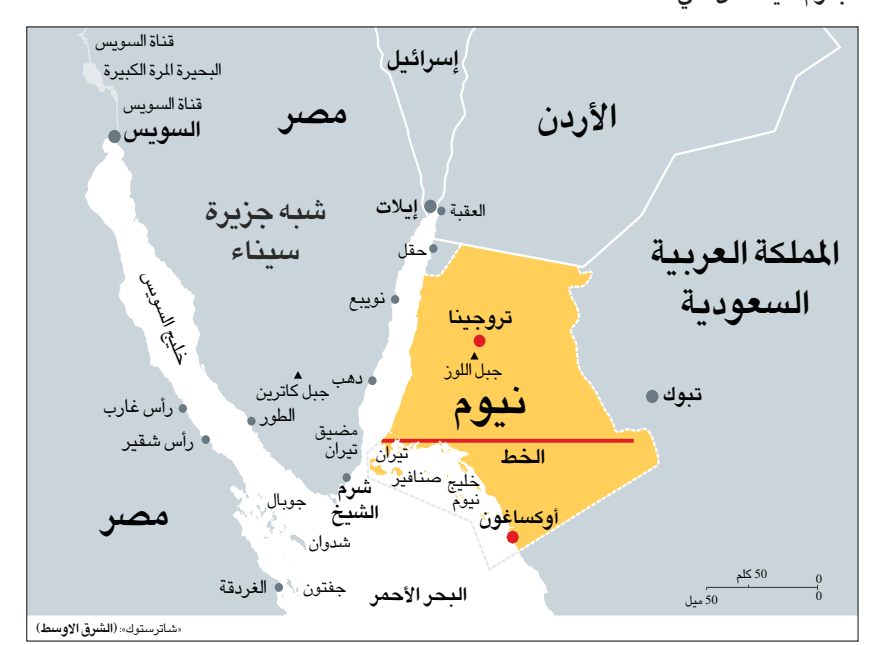 قناة السويس
البحيرة المرة الكبيرة
قناة السويس
السويس
إسرائيل
مصر
الأردن
شبه جزيرة
سيناء
إيلات
العقبة
حقل
المملكة العربية
السعودية
خليج السويس
نويبع
تروجينا
جبل اللوز
نيوم
تبوك
دهب
جبل كاترين
الطور
رأس غارب
رأس شقير
مضيق
تيران
تيران
صنافير
الخط
خليج
نيوم
أوكساغون
شرم
الشيخ
جوبال
شدوان
مصر
الغردقة
جفتون
البحر الأحمر
50 كلم
0
0
50 ميل
«شاترستوك»: (الشرق الاوسط)